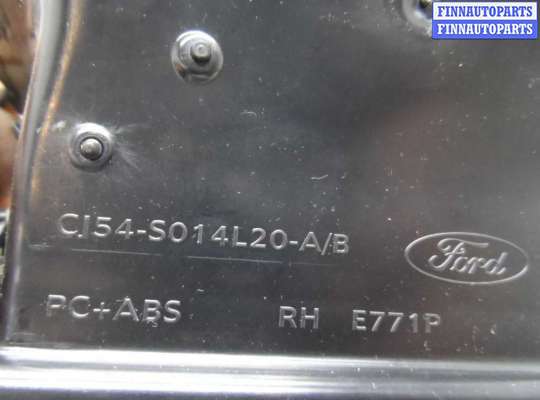 FINNAUTOPARTS
FINNAUTOPARTS
CJ54-S014L20-A/B
Ford
PC+ABS RH E771P